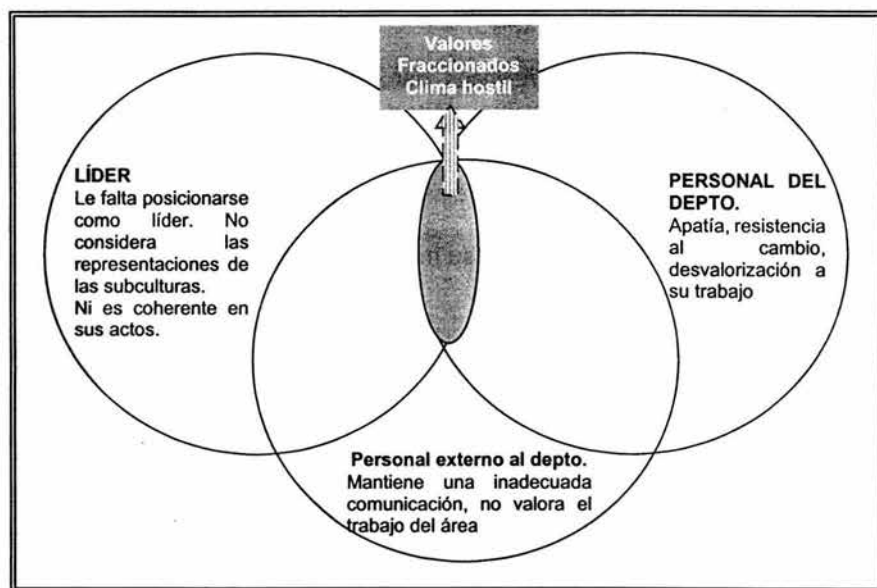 Valores
Fraccionados
Clima hostil
LÍDER
Le falta posicionarse
como líder. No
considera las
representaciones de
las subculturas.
Ni es coherente en
sus actos.
PERSONAL DEL
DEPTO.
Apatía, resistencia
al cambio,
desvalorización a
su trabajo
Personal externo al depto.
Mantiene una inadecuada
comunicación, no valora el
trabajo del área